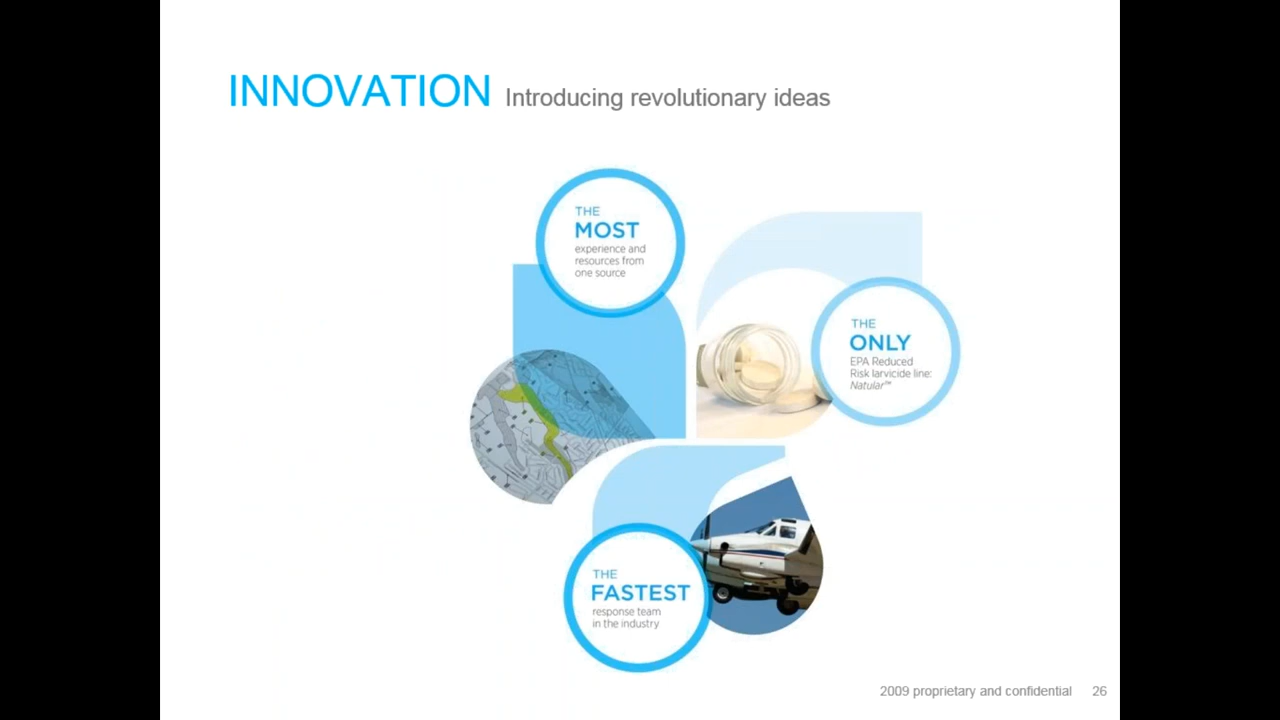 INNOVATION Introducing revolutionary ideas
THE
MOST
experience and
resources from
one source
THE
ONLY
EPA Reduced
Risk larvicide line:
Natular™
THE
FASTEST
response team
in the industry
2009 proprietary and confidential 26